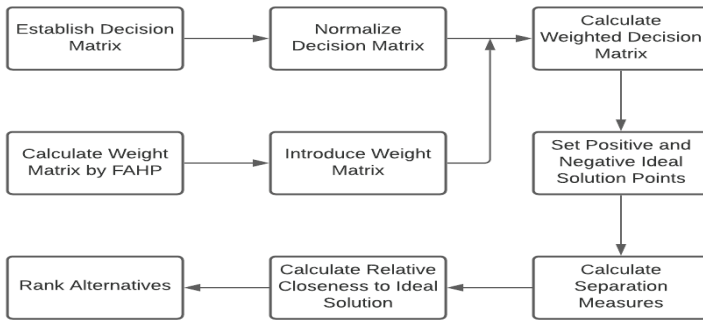 Establish Decision
Matrix
Normalize
Decision Matrix
Calculate
Weighted Decision
Matrix
Calculate Weight
Matrix by FAHP
Introduce Weight
Matrix
Set Positive and
Negative Ideal
Solution Points
Rank Alternatives
Calculate Relative
Closeness to Ideal
Solution
Calculate
Separation
Measures